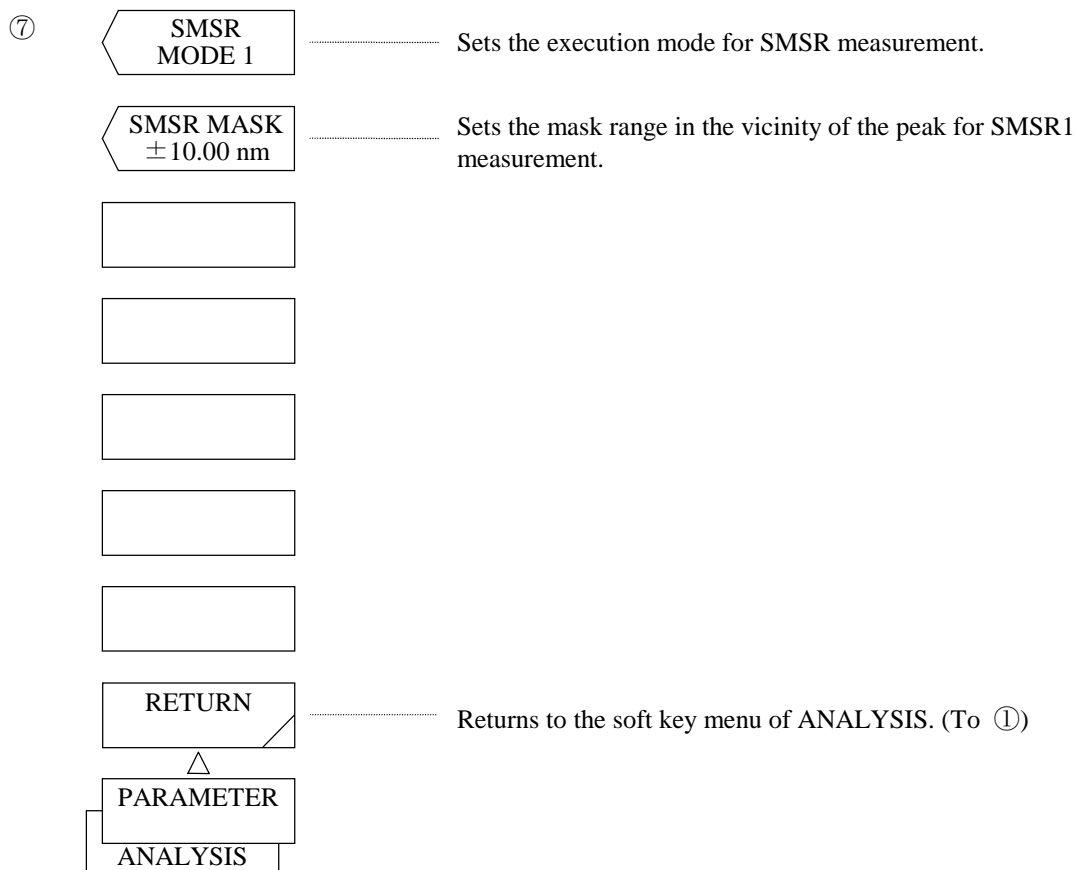 ⑦
SMSR
MODE 1
Sets the execution mode for SMSR measurement.
SMSR MASK
±10.00 nm
Sets the mask range in the vicinity of the peak for SMSR1
measurement.
RETURN
Returns to the soft key menu of ANALYSIS. (To ①)
PARAMETER
ANALYSIS